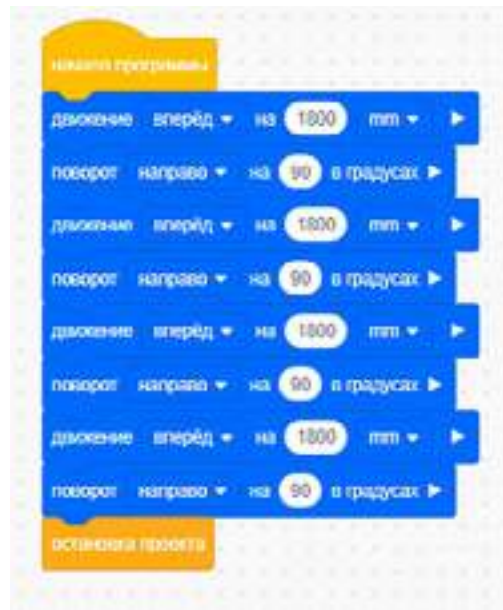 начало программы
движение вперёд на 1800 mm
поворот направо на 90 в градусах
движение вперёд на 1800 mm
поворот направо на 90 в градусах
движение вперёд на 1800 mm
поворот направо на 90 в градусах
движение вперёд на 1800 mm
поворот направо на 90 в градусах
остановка проекта